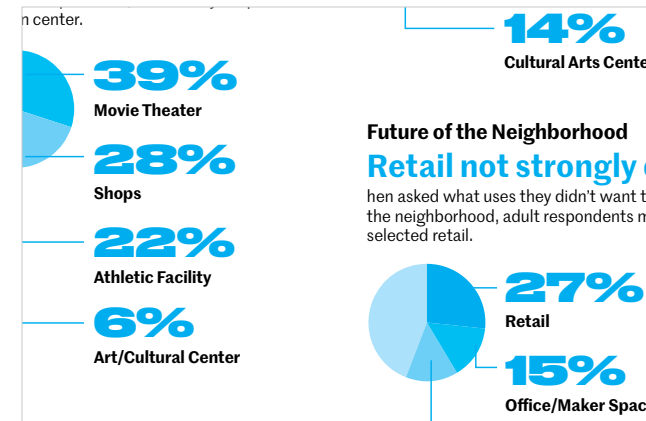 n center.
39%
Movie Theater
28%
Shops
22%
Athletic Facility
6%
Art/Cultural Center
14%
Cultural Arts
Future of the Neighborhood
Retail not strongly
hen asked what uses they didn't want
the neighborhood, adult respondents
selected retail.
27%
Retail
15%
Office/Maker